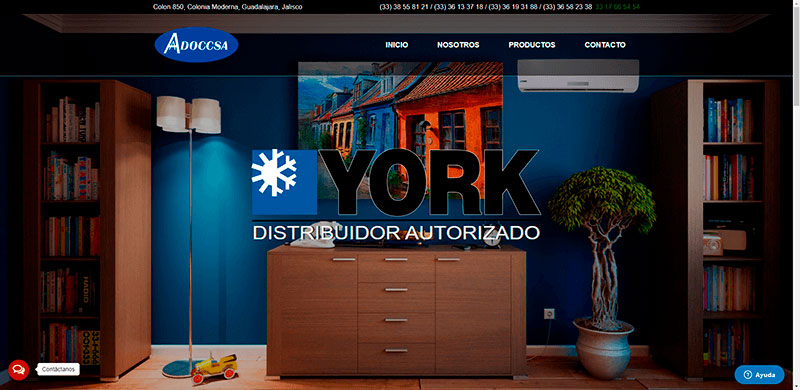 Colon 850, Colonia Moderna, Guadalajara, Jalisco
(33) 38 55 81 21 / (33) 36 13 37 18 / (33) 36 19 31 88 / (33) 36 58 23 38 33 17 66 54 54
ADOCCSA
INICIO
NOSOTROS
PRODUCTOS
CONTACTO
YORK
DISTRIBUIDOR AUTORIZADO
Contáctanos
Ayuda